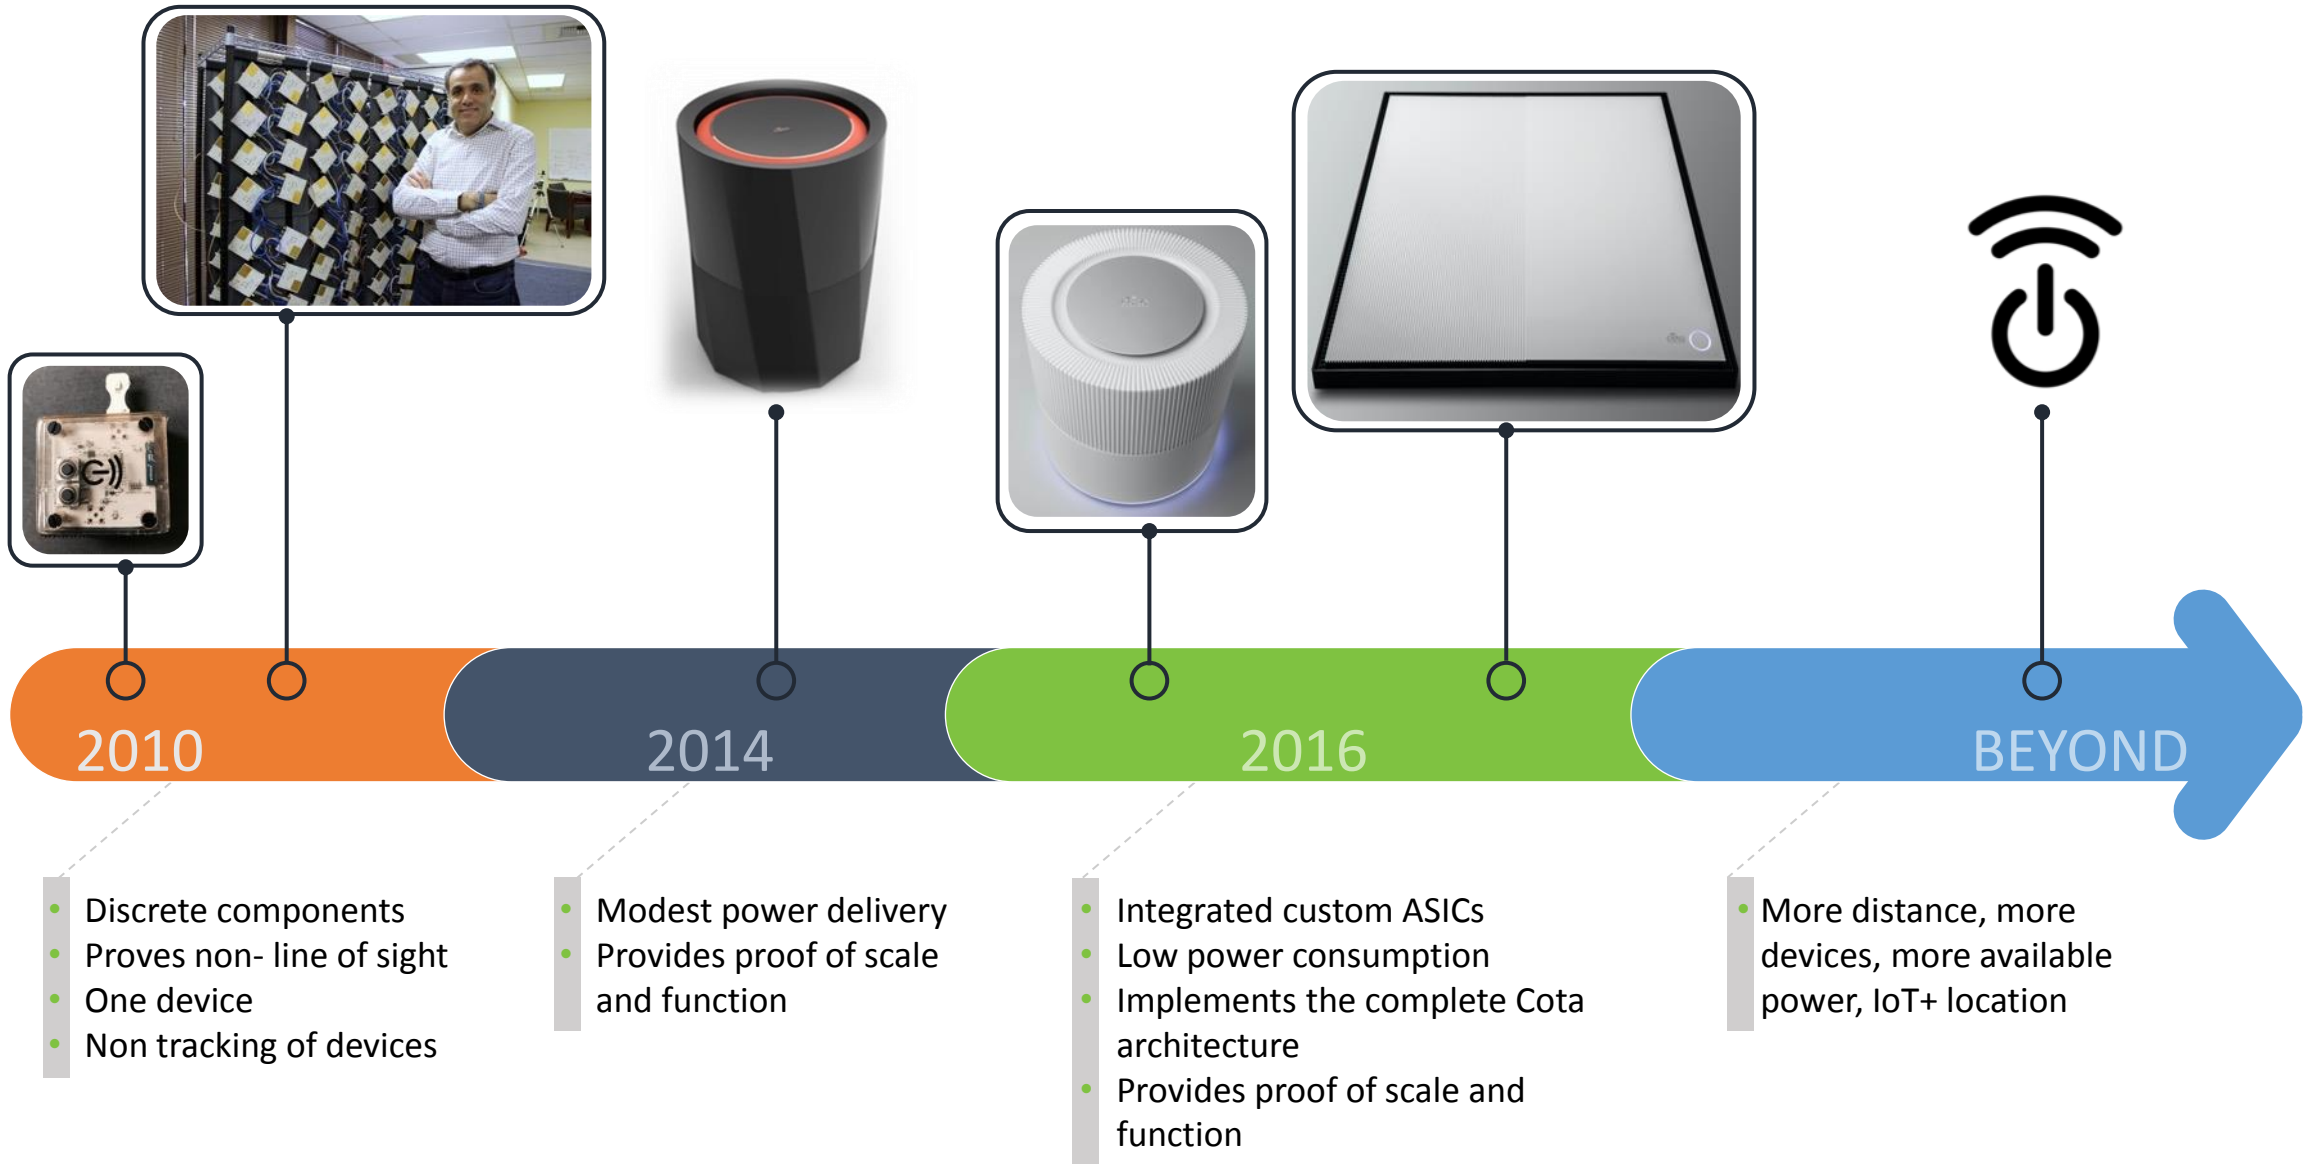 2010
2014
2016
BEYOND
• Discrete components
• Proves non- line of sight
• One device
• Non tracking of devices
• Modest power delivery
• Provides proof of scale
and function
• Integrated custom ASICs
• Low power consumption
• Implements the complete Cota
architecture
• Provides proof of scale and
function
• More distance, more
devices, more available
power, IoT+ location